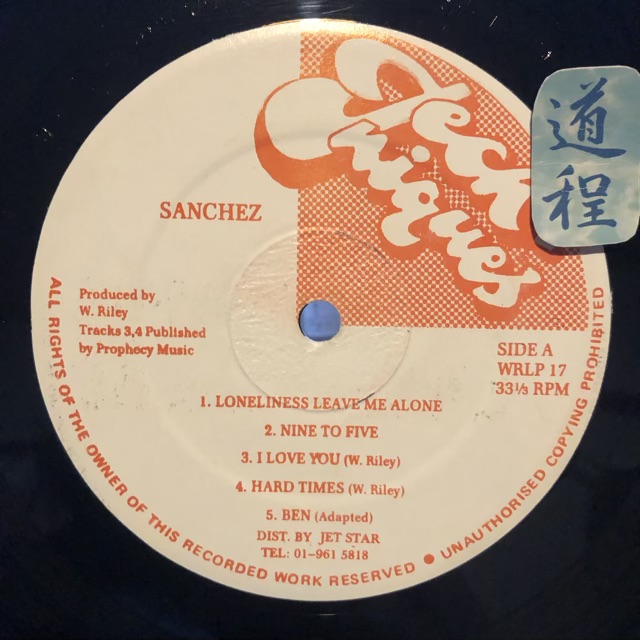 Techniques
道程
SANCHEZ
Produced by
W. Riley
Tracks 3,4 Published
by Prophecy Music
SIDE A
WRLP 17
33⅓ RPM
1. LONELINESS LEAVE ME ALONE
2. NINE TO FIVE
3. I LOVE YOU (W. Riley)
4. HARD TIMES (W. Riley)
5. BEN (Adapted)
DIST. BY JET STAR
TEL: 01-961 5818
ALL RIGHTS OF THE OWNER OF THIS RECORDED WORK RESERVED ● UNAUTHORISED COPYING PROHIBITED